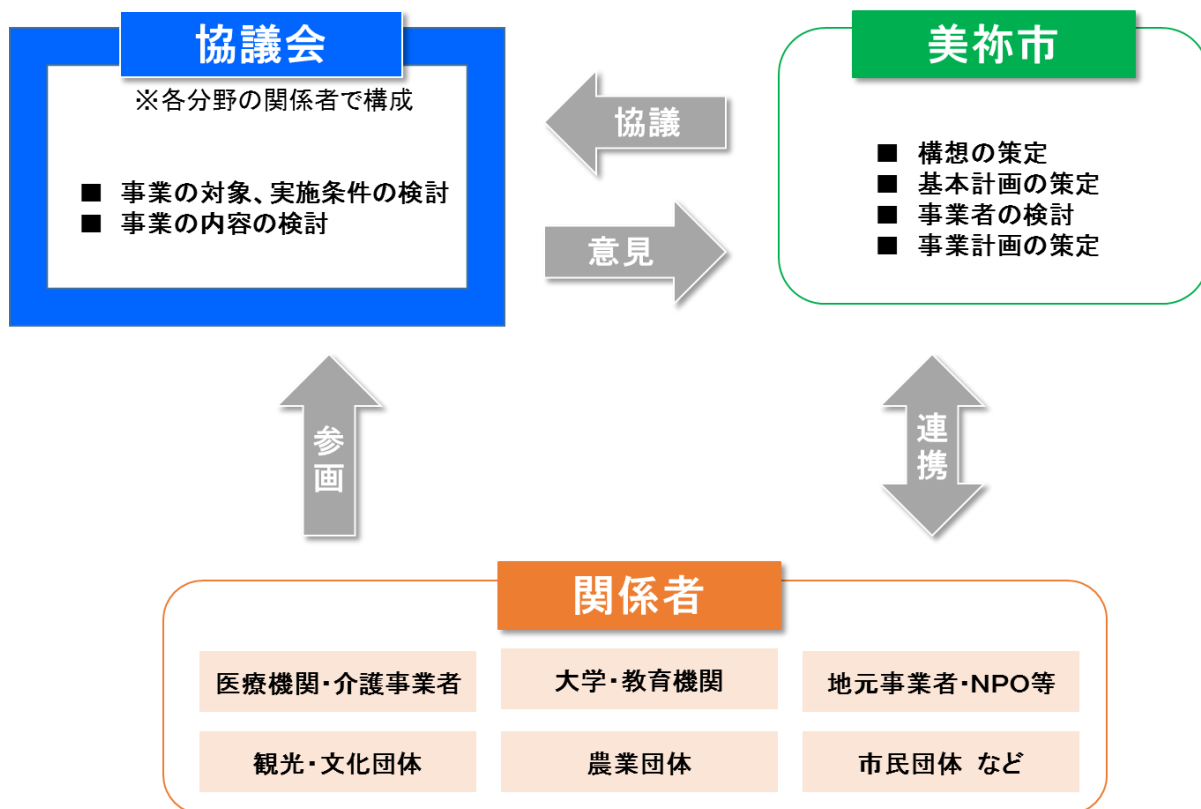 協議会
※各分野の関係者で構成
■ 事業の対象、実施条件の検討
■ 事業の内容の検討
協議
意見
美祢市
■ 構想の策定
■ 基本計画の策定
■ 事業者の検討
■ 事業計画の策定
参画
連携
関係者
医療機関・介護事業者
大学・教育機関
地元事業者・NPO等
観光・文化団体
農業団体
市民団体 など